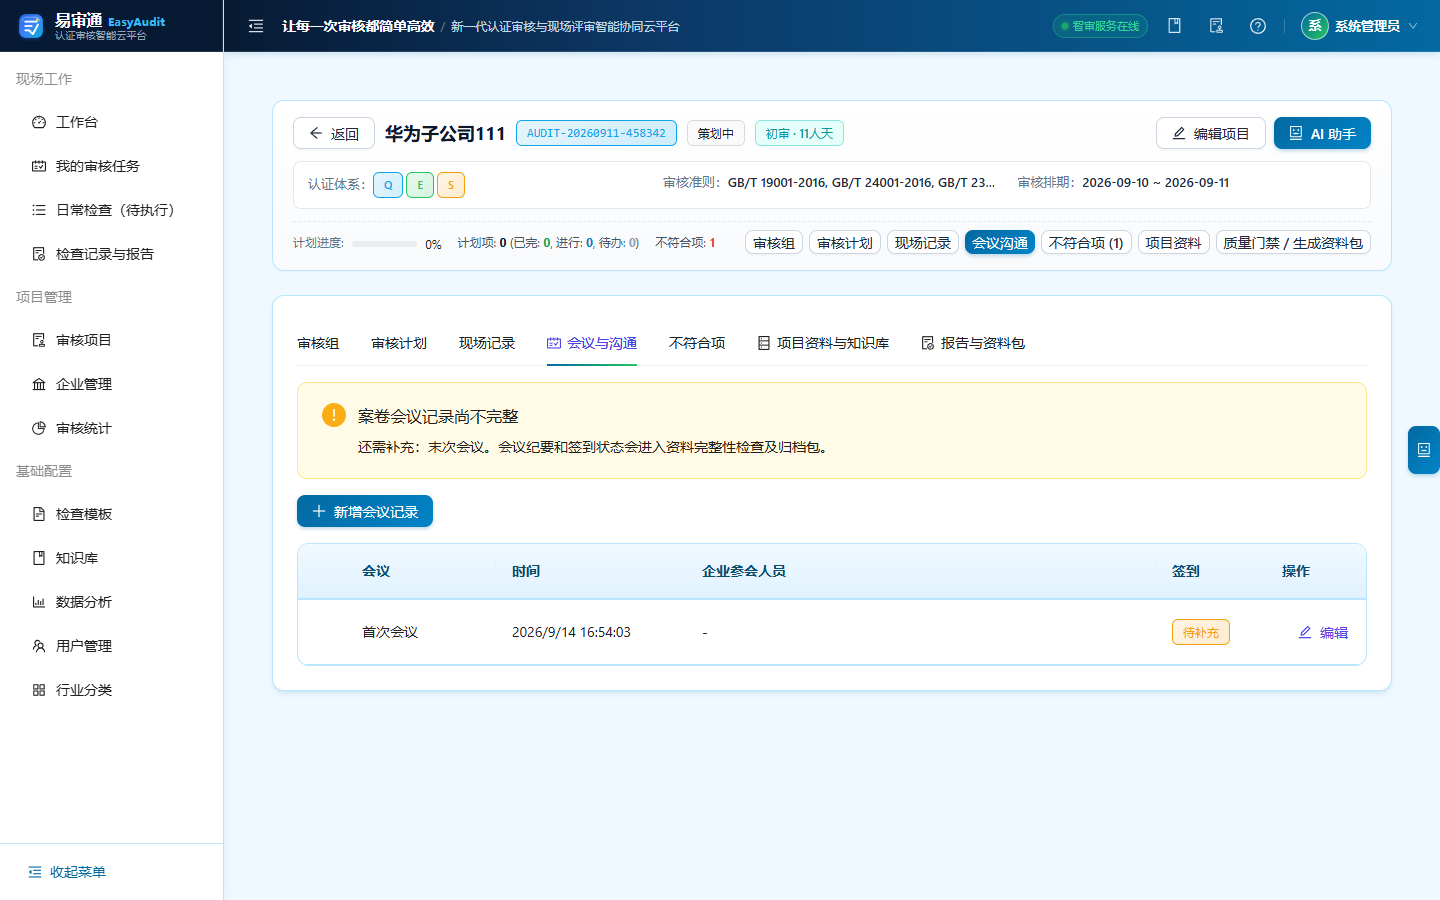 易审通 EasyAudit
认证审核智能云平台
让每一次审核都简单高效 / 新一代认证审核与现场评审智能协同云平台
智审服务在线
系 系统管理员
现场工作
工作台
我的审核任务
日常检查（待执行）
检查记录与报告
项目管理
审核项目
企业管理
审核统计
基础配置
检查模板
知识库
数据分析
用户管理
行业分类
收起菜单
返回 华为子公司111 AUDIT-20260911-458342 策划中 初审 · 11人天 编辑项目 AI 助手
认证体系： Q E S 审核准则： GB/T 19001-2016, GB/T 24001-2016, GB/T 23... 审核排期： 2026-09-10 ~ 2026-09-11
计划进度: 0% 计划项: 0 (已完: 0, 进行: 0, 待办: 0) 不符合项: 1 审核组 审核计划 现场记录 会议沟通 不符合项 (1) 项目资料 质量门禁 / 生成资料包
审核组 审核计划 现场记录 会议与沟通 不符合项 项目资料与知识库 报告与资料包
案卷会议记录尚不完整
还需补充：末次会议。会议纪要和签到状态会进入资料完整性检查及归档包。
新增会议记录
会议 时间 企业参会人员 签到 操作
首次会议 2026/9/14 16:54:03 - 待补充 编辑